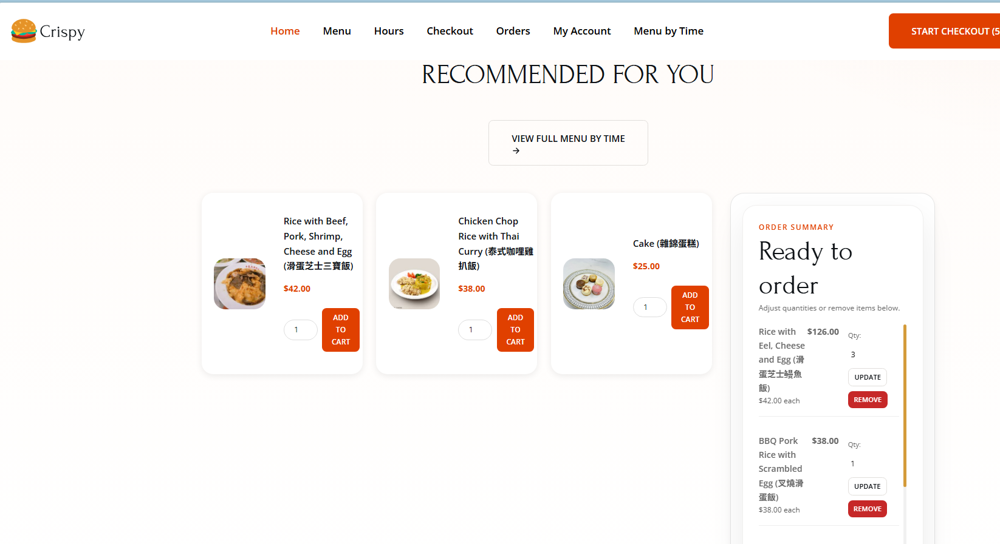 Crispy
Home
Menu
Hours
Checkout
Orders
My Account
Menu by Time
START CHECKOUT (5
RECOMMENDED FOR YOU
VIEW FULL MENU BY TIME
→
Rice with Beef,
Pork, Shrimp,
Cheese and Egg
(滑蛋芝士三寶飯)
$42.00
1
ADD
TO
CART
Chicken Chop
Rice with Thai
Curry (泰式咖哩雞
扒飯)
$38.00
1
ADD
TO
CART
Cake (雜錦蛋糕)
$25.00
1
ADD
TO
CART
ORDER SUMMARY
Ready to
order
Adjust quantities or remove items below.
Rice with
Eel, Cheese
and Egg (滑
蛋芝士鰻魚
飯)
$42.00 each
$126.00
Qty:
3
UPDATE
REMOVE
BBQ Pork
Rice with
Scrambled
Egg (叉燒滑
蛋飯)
$38.00 each
$38.00
Qty:
1
UPDATE
REMOVE